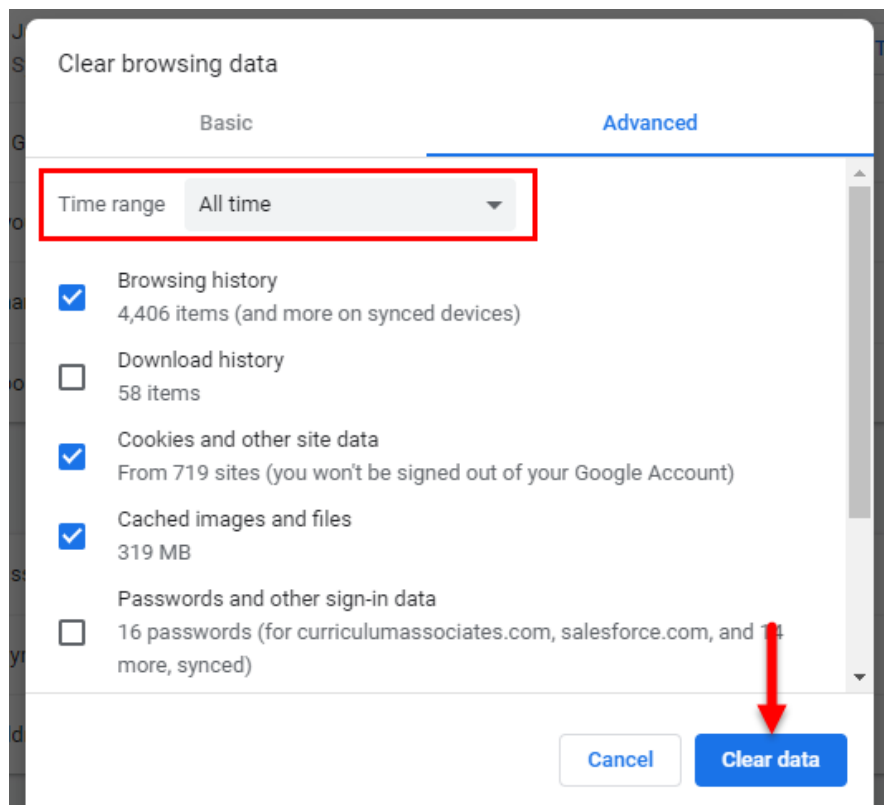 Clear browsing data
Basic
Advanced
Time range
All time
Browsing history
4,406 items (and more on synced devices)
Download history
58 items
Cookies and other site data
From 719 sites (you won't be signed out of your Google Account)
Cached images and files
319 MB
Passwords and other sign-in data
16 passwords (for curriculumassociates.com, salesforce.com, and 14
more, synced)
Cancel
Clear data